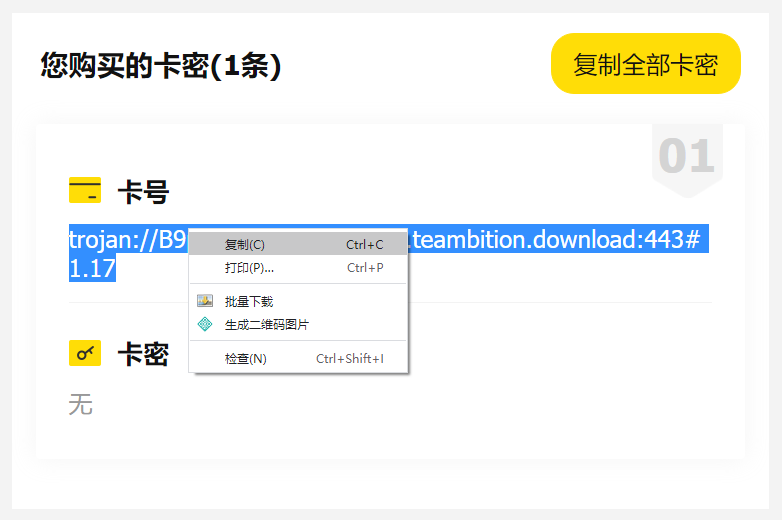 您购买的卡密(1条)
复制全部卡密
01
卡号
trojan://B9 teambition.download:443#
1.17
复制(C) Ctrl+C
打印(P)... Ctrl+P
批量下载
生成二维码图片
检查(N) Ctrl+Shift+I
卡密
无